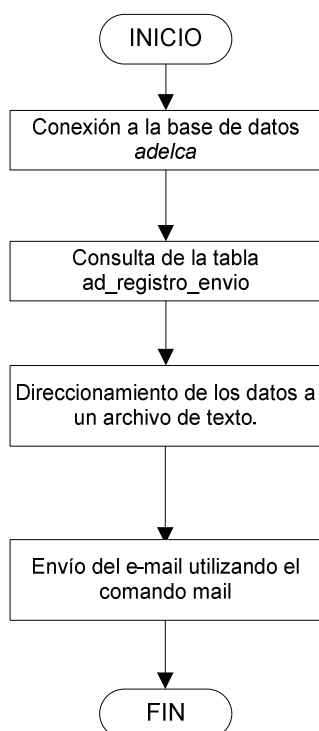 INICIO
Conexión a la base de datos
adelca
Consulta de la tabla
ad_registro_envio
Direccionamiento de los datos a
un archivo de texto.
Envío del e-mail utilizando el
comando mail
FIN